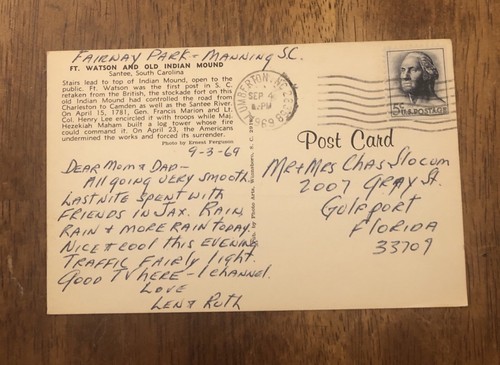 FAIRWAY PARK - MANNING SC.
FT. WATSON AND OLD INDIAN MOUND
Santee, South Carolina
Stairs lead to top of Indian Mound, open to the
public. Ft. Watson was the first post in S. C.
retaken from the British, the stockade fort on this
old Indian Mound had controlled the road from
Charleston to Camden as well as the Santee River.
On April 15, 1781, Gen. Francis Marion and Lt.
Col. Henry Lee encircled it with troops while Maj.
Hezekiah Maham built a log tower whose fire
could command it. On April 23, the Americans
undermined the works and forced its surrender.
Photo by Ernest Ferguson
9-3-69
DEAR MOM & DAD-
ALL GOING VERY SMOOTH.
LAST NITE SPENT WITH
FRIENDS IN JAX. RAIN,
RAIN & MORE RAIN TODAY.
NICE & COOL THIS EVENING
TRAFFIC FAIRLY LIGHT.
GOOD TV HERE - 1 CHANNEL.
LOVE
LEN & RUTH
LUMBERTON, NC
SEP 4
PM
1969
5c U.S. POSTAGE
Post Card
MR & MRS CHAS SLOCUM
2007 GRAY ST.
GULFPORT
FLORIDA
33709